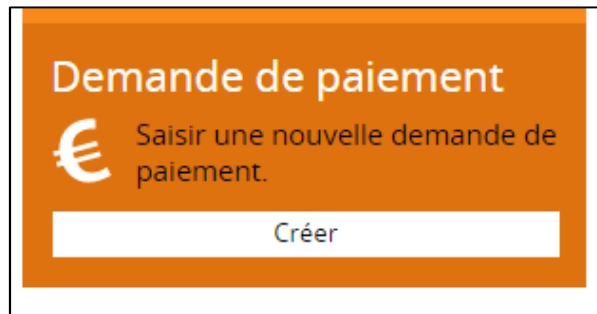 Demande de paiement
€
Saisir une nouvelle demande de
paiement.
Créer